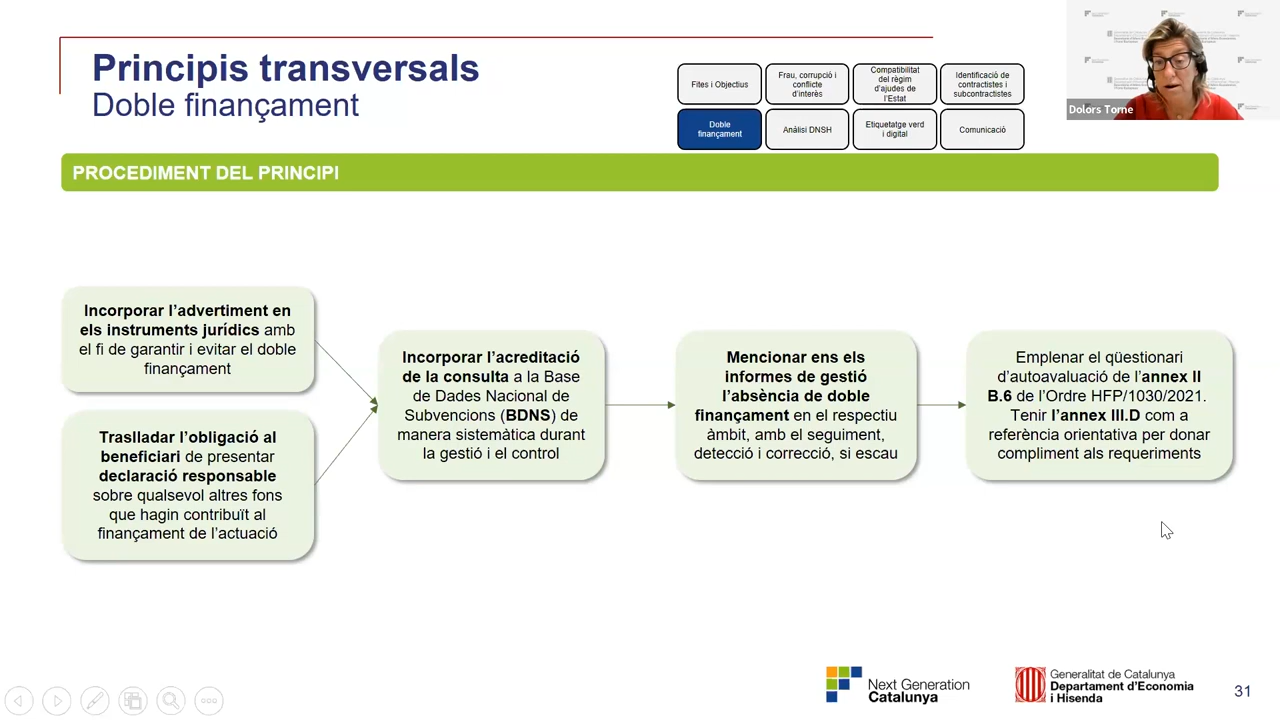 Principis transversals
Doble finançament
Fites i Objectius
Frau, corrupció i
conflicte
d'interès
Compatibilitat
del règim
d'ajudes de
l'Estat
Identificació de
contractistes i
subcontractistes
Doble
finançament
Anàlisi DNSH
Etiquetatge verd
i digital
Comunicació
Dolors Torne
PROCEDIMENT DEL PRINCIPI
Incorporar l'advertiment en
els instruments jurídics amb
el fi de garantir i evitar el doble
finançament
Traslladar l'obligació al
beneficiari de presentar
declaració responsable
sobre qualsevol altres fons
que hagin contribuït al
finançament de l'actuació
Incorporar l'acreditació
de la consulta a la Base
de Dades Nacional de
Subvencions (BDNS) de
manera sistemàtica durant
la gestió i el control
Mencionar ens els
informes de gestió
l'absència de doble
finançament en el respectiu
àmbit, amb el seguiment,
detecció i correcció, si escau
Emplenar el qüestionari
d'autoavaluació de l'annex II
B.6 de l'Ordre HFP/1030/2021.
Tenir l'annex III.D com a
referència orientativa per donar
compliment als requeriments
Next Generation
Catalunya
Generalitat de Catalunya
Departament d'Economia
i Hisenda
31